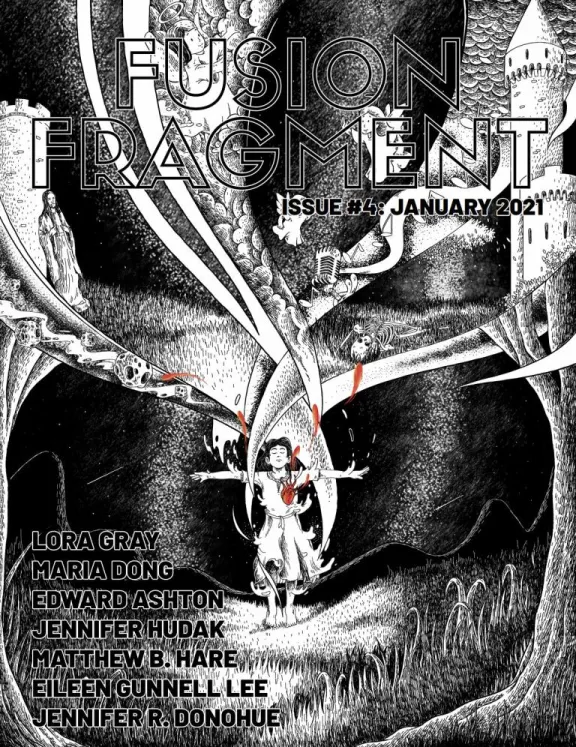 FUSION
FRAGMENT
ISSUE #4: JANUARY 2021
LORA GRAY
MARIA DONG
EDWARD ASHTON
JENNIFER HUDAK
MATTHEW B. HARE
EILEEN GUNNELL LEE
JENNIFER R. DONOHUE